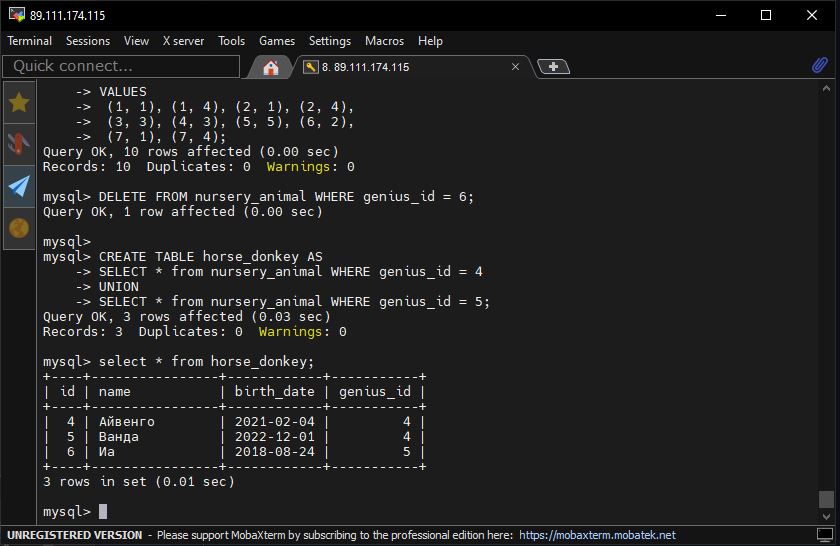 89.111.174.115
Terminal Sessions View X server Tools Games Settings Macros Help
Quick connect...
8. 89.111.174.115
    -> VALUES
    ->  (1, 1), (1, 4), (2, 1), (2, 4),
    ->  (3, 3), (4, 3), (5, 5), (6, 2),
    ->  (7, 1), (7, 4);
Query OK, 10 rows affected (0.00 sec)
Records: 10  Duplicates: 0  Warnings: 0
mysql> DELETE FROM nursery_animal WHERE genius_id = 6;
Query OK, 1 row affected (0.00 sec)
mysql>
mysql> CREATE TABLE horse_donkey AS
    -> SELECT * from nursery_animal WHERE genius_id = 4
    -> UNION
    -> SELECT * from nursery_animal WHERE genius_id = 5;
Query OK, 3 rows affected (0.03 sec)
Records: 3  Duplicates: 0  Warnings: 0
mysql> select * from horse_donkey;
+----+----------------+------------+-----------+
| id | name           | birth_date | genius_id |
+----+----------------+------------+-----------+
|  4 | Айвенго        | 2021-02-04 |         4 |
|  5 | Ванда          | 2022-12-01 |         4 |
|  6 | Иа             | 2018-08-24 |         5 |
+----+----------------+------------+-----------+
3 rows in set (0.01 sec)
mysql>
UNREGISTERED VERSION - Please support MobaXterm by subscribing to the professional edition here: https://mobaxterm.mobatek.net